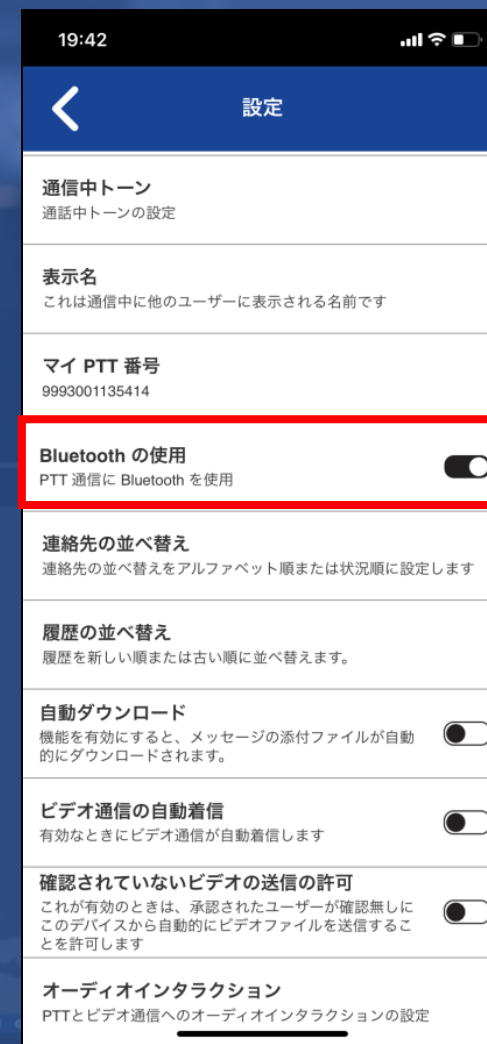 19:42
設定
通信中トーン
通話中トーンの設定
表示名
これは通信中に他のユーザーに表示される名前です
マイ PTT 番号
9993001135414
Bluetooth の使用
PTT 通信に Bluetooth を使用
連絡先の並べ替え
連絡先の並べ替えをアルファベット順または状況順に設定します
履歴の並べ替え
履歴を新しい順または古い順に並べ替えます。
自動ダウンロード
機能を有効にすると、メッセージの添付ファイルが自動
的にダウンロードされます。
ビデオ通信の自動着信
有効なときにビデオ通信が自動着信します
確認されていないビデオの送信の許可
これが有効のときは、承認されたユーザーが確認無しに
このデバイスから自動的にビデオファイルを送信するこ
とを許可します
オーディオインタラクション
PTTとビデオ通信へのオーディオインタラクションの設定